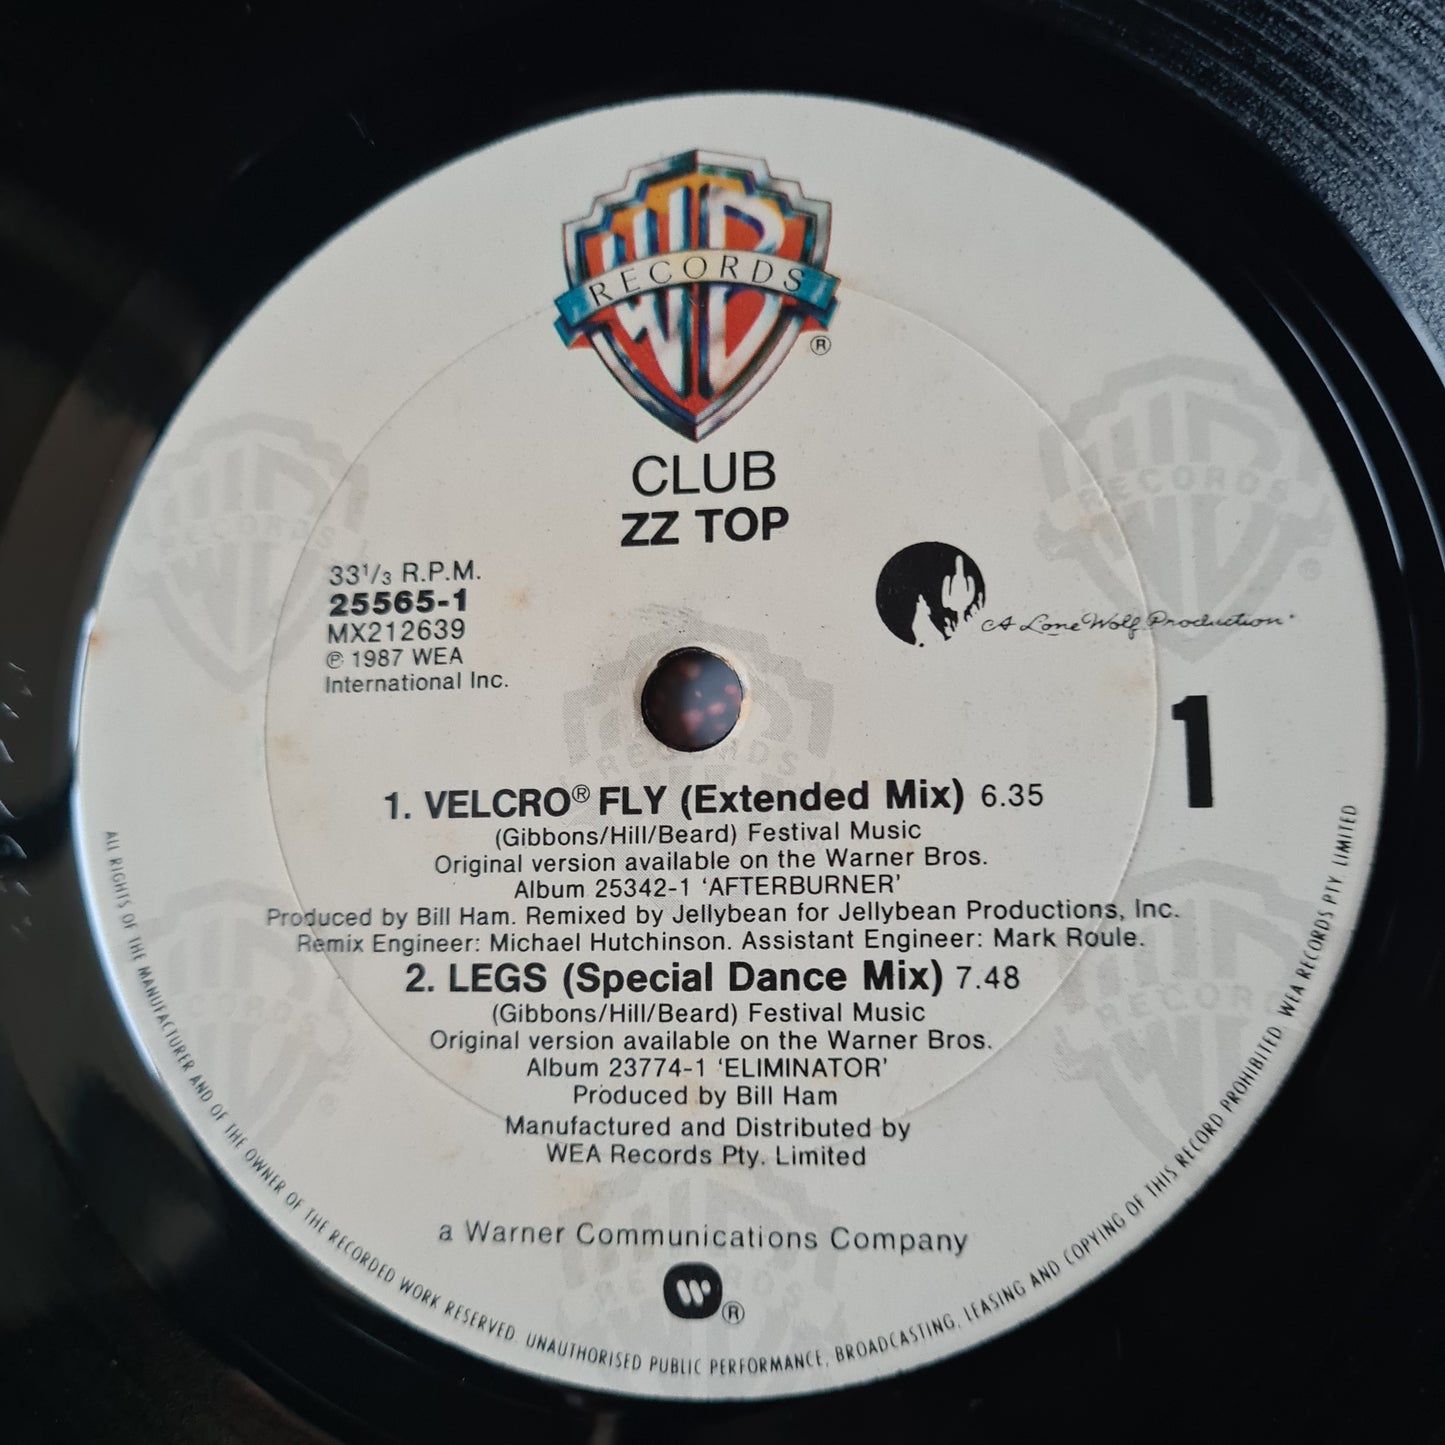 WB
RECORDS
®
CLUB
ZZ TOP
33⅓ R.P.M.
25565-1
MX212639
℗ 1987 WEA
International Inc.
A Lone Wolf Production
1
1. VELCRO® FLY (Extended Mix) 6.35
(Gibbons/Hill/Beard) Festival Music
Original version available on the Warner Bros.
Album 25342-1 ‘AFTERBURNER’
Produced by Bill Ham. Remixed by Jellybean for Jellybean Productions, Inc.
Remix Engineer: Michael Hutchinson. Assistant Engineer: Mark Roule.
2. LEGS (Special Dance Mix) 7.48
(Gibbons/Hill/Beard) Festival Music
Original version available on the Warner Bros.
Album 23774-1 ‘ELIMINATOR’
Produced by Bill Ham
Manufactured and Distributed by
WEA Records Pty. Limited
a Warner Communications Company
®
ALL RIGHTS OF THE MANUFACTURER AND OF THE OWNER OF THE RECORDED WORK RESERVED. UNAUTHORISED PUBLIC PERFORMANCE, BROADCASTING, LEASING AND COPYING OF THIS RECORD PROHIBITED WEA RECORDS PTY. LIMITED